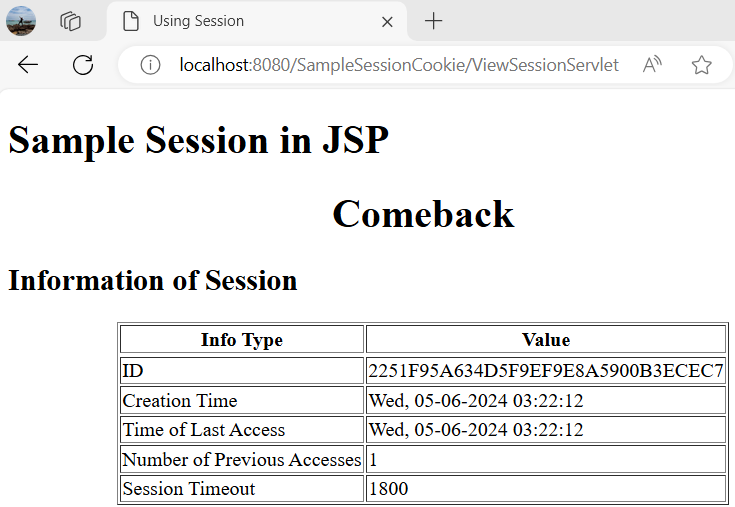 Using Session
localhost:8080/SampleSessionCookie/ViewSessionServlet
Sample Session in JSP
Comeback
Information of Session
Info Type Value
ID 2251F95A634D5F9EF9E8A5900B3ECEC7
Creation Time Wed, 05-06-2024 03:22:12
Time of Last Access Wed, 05-06-2024 03:22:12
Number of Previous Accesses 1
Session Timeout 1800